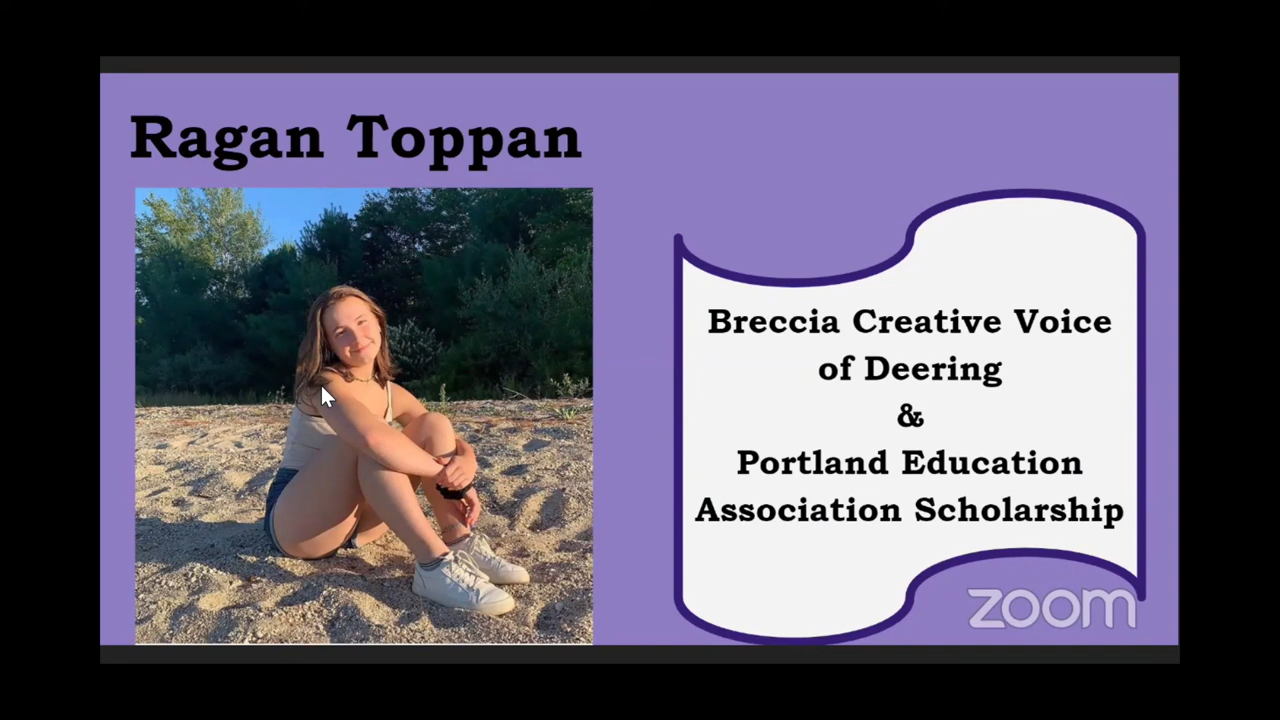 Ragan Toppan
Breccia Creative Voice
of Deering
&
Portland Education
Association Scholarship
zoom